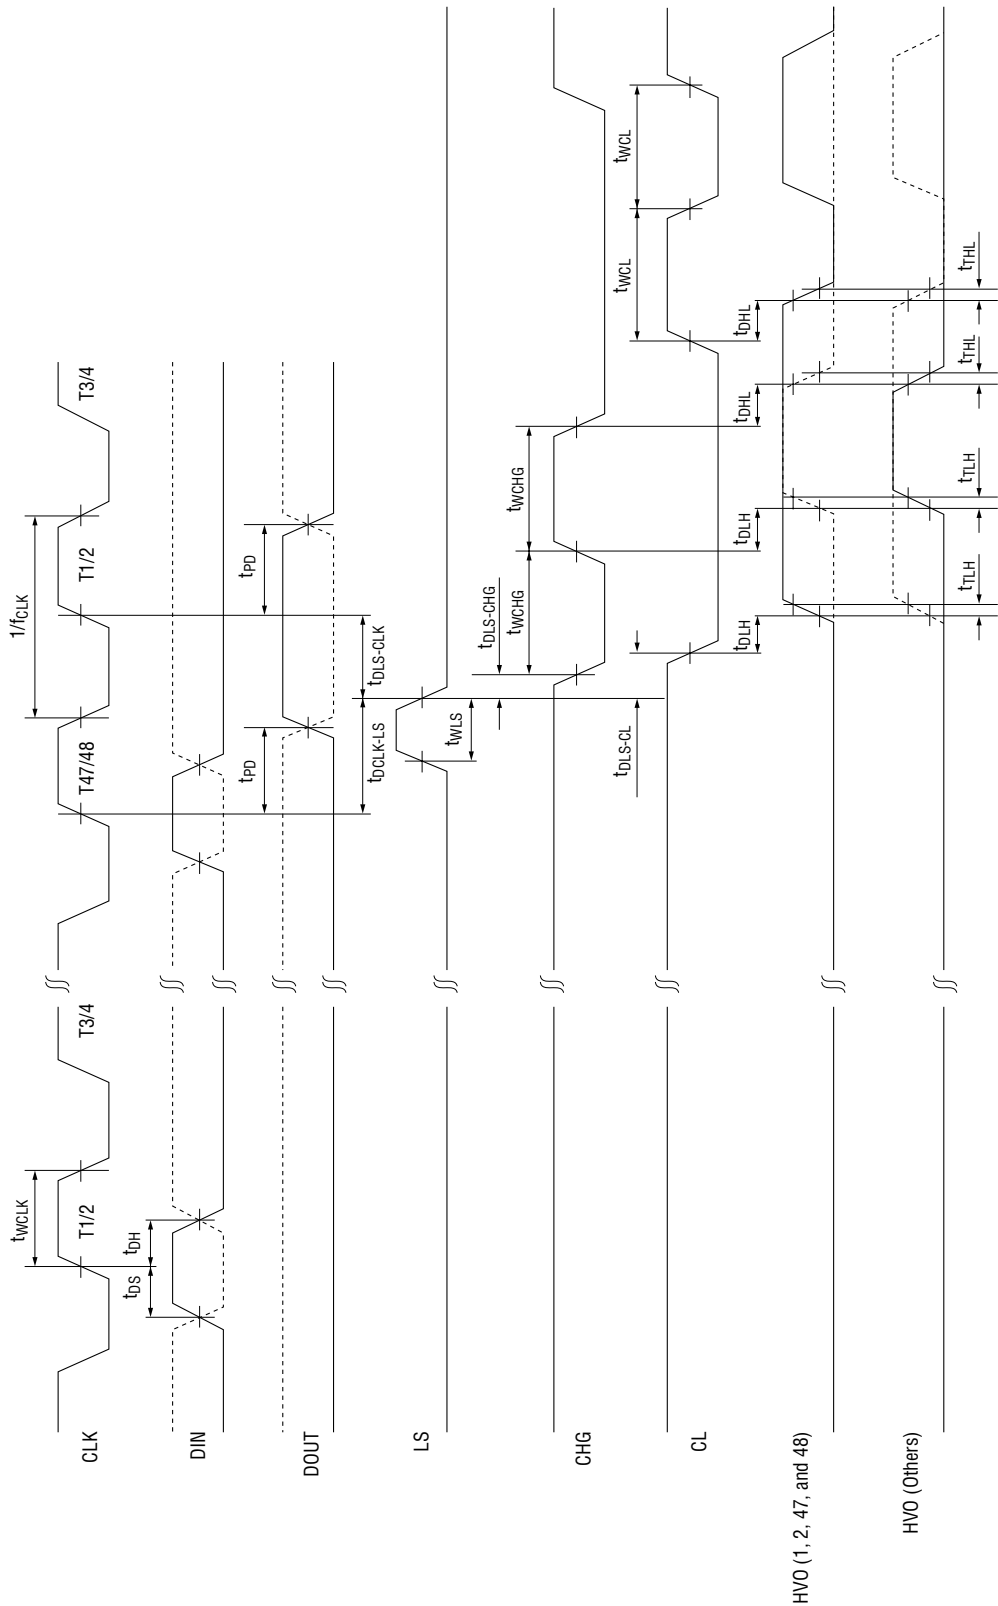 CLK
tWCLK
T1/2
T3/4
T47/48
1/fCLK
T1/2
T3/4
DIN
tDS
tDH
DOUT
tPD
tPD
tDCLK-LS
tDLS-CLK
LS
tWLS
CHG
tDLS-CHG
tWCHG
tWCHG
CL
tDLS-CL
tWCL
tWCL
HVO (1, 2, 47, and 48)
tDLH
tDLH
tDHL
tDHL
HVO (Others)
tTLH
tTLH
tTHL
tTHL